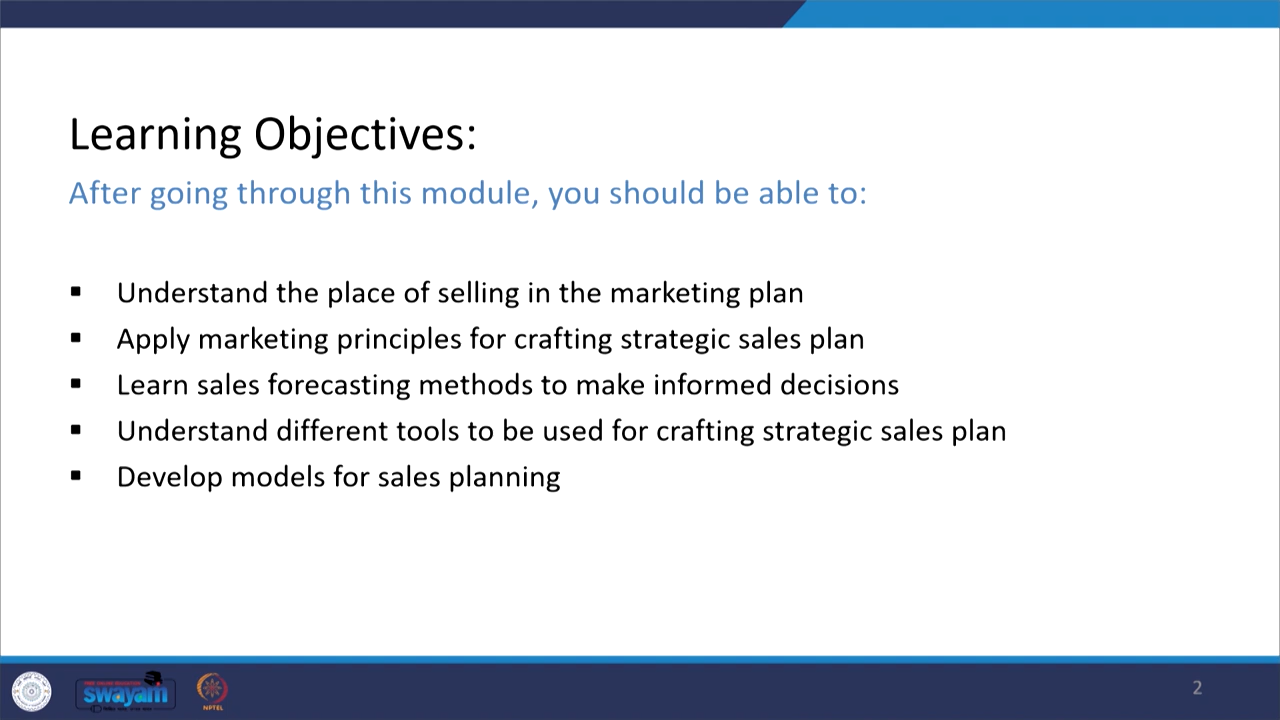 Learning Objectives:
After going through this module, you should be able to:
▪ Understand the place of selling in the marketing plan
▪ Apply marketing principles for crafting strategic sales plan
▪ Learn sales forecasting methods to make informed decisions
▪ Understand different tools to be used for crafting strategic sales plan
▪ Develop models for sales planning
swayam
NPTEL
2